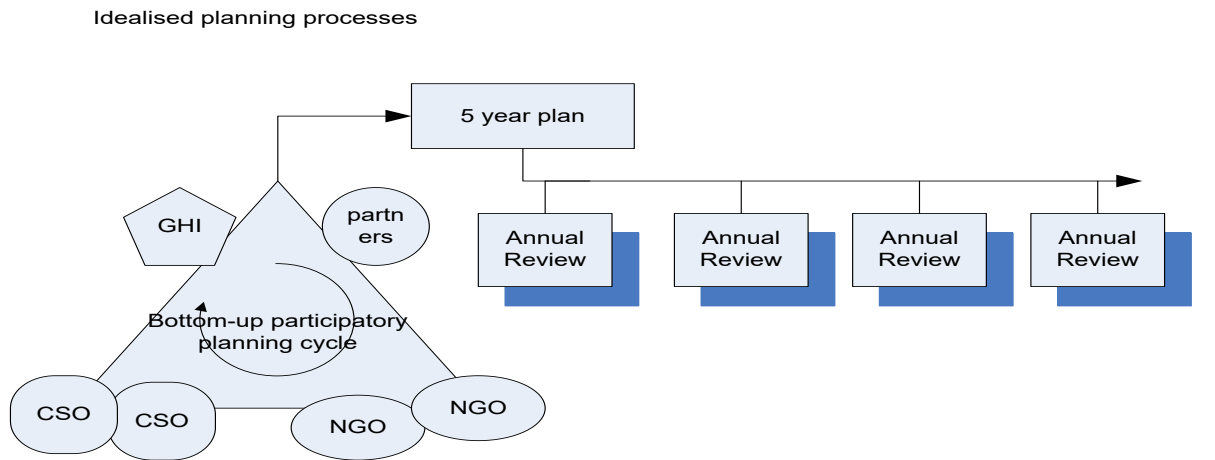 Idealised planning processes
5 year plan
GHI
partn
ers
Annual
Review
Annual
Review
Annual
Review
Annual
Review
Bottom-up participatory
planning cycle
CSO
CSO
NGO
NGO